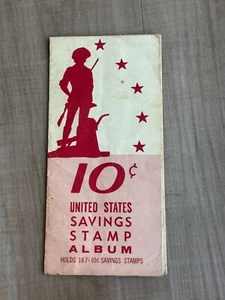 10¢
UNITED STATES
SAVINGS
STAMP
ALBUM
HOLDS 187-10¢ SAVINGS STAMPS